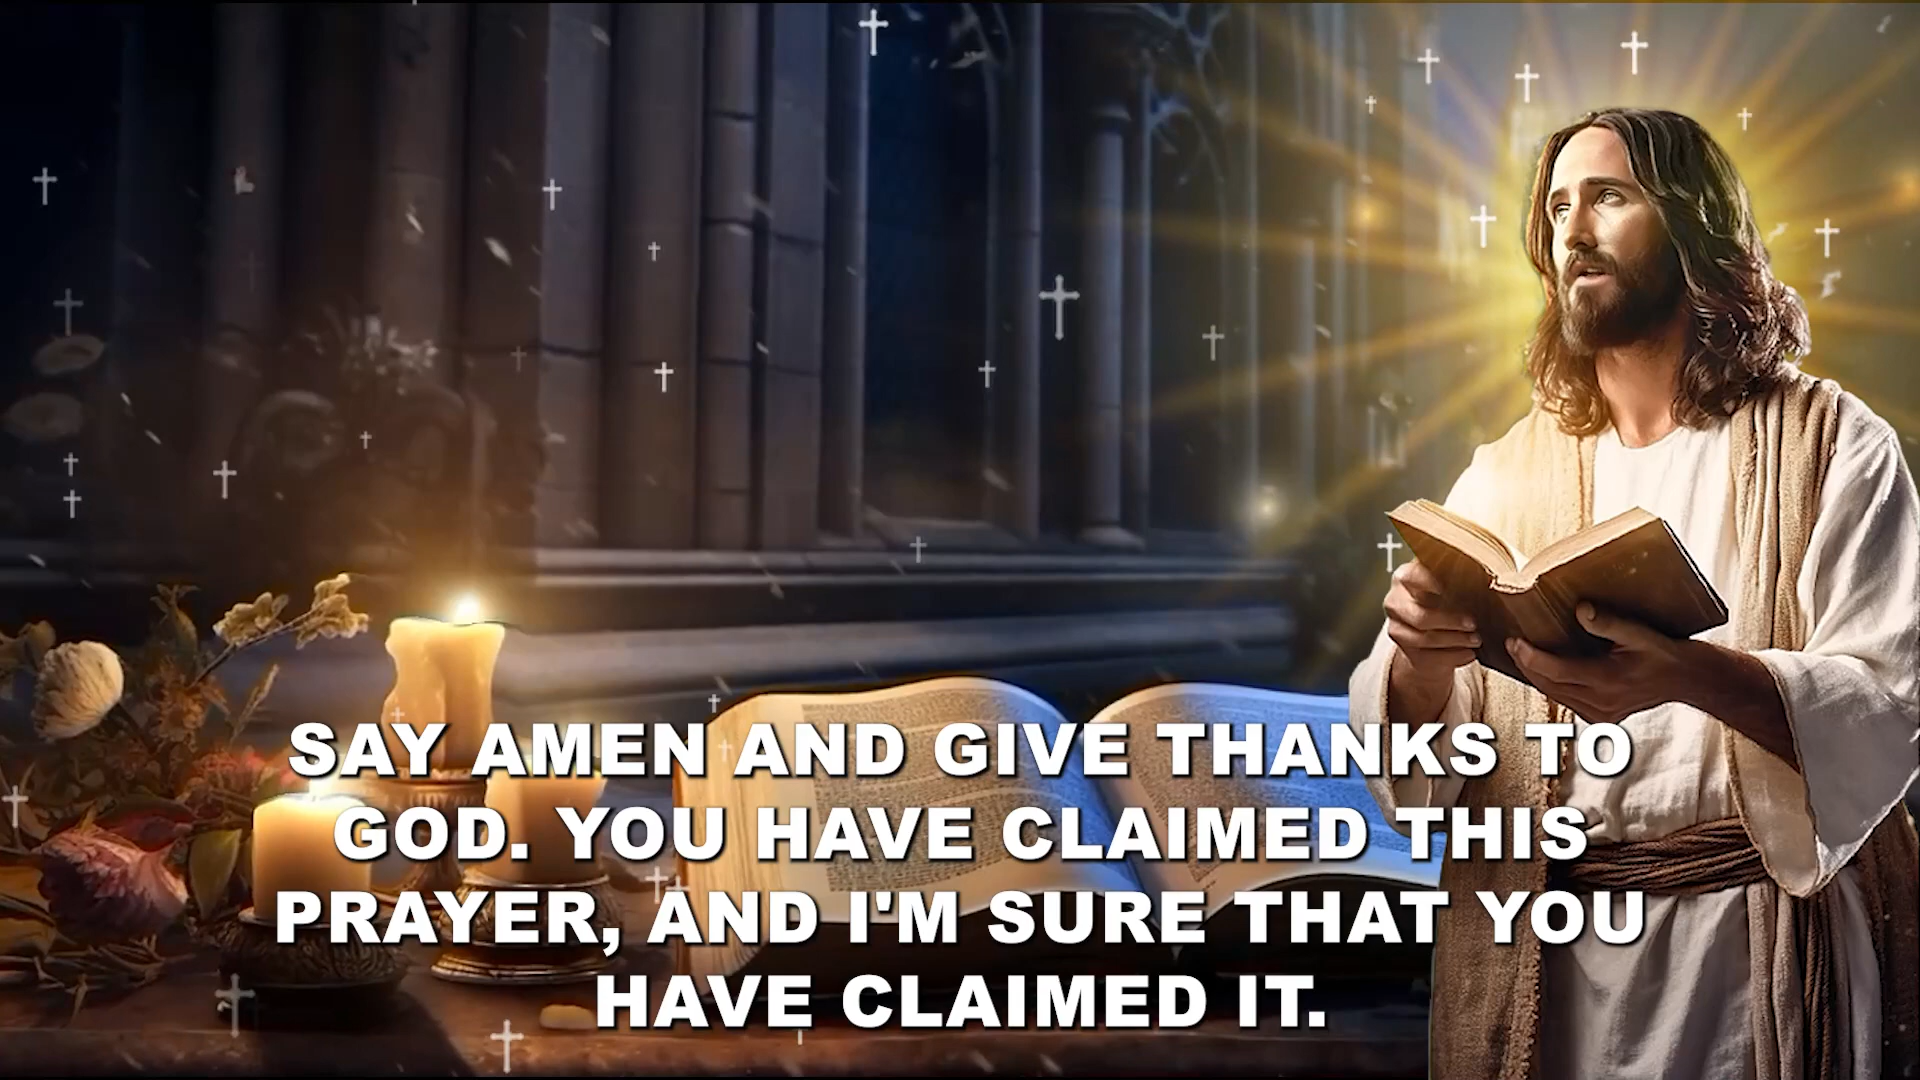 SAY AMEN AND GIVE THANKS TO
GOD. YOU HAVE CLAIMED THIS
PRAYER, AND I'M SURE THAT YOU
HAVE CLAIMED IT.